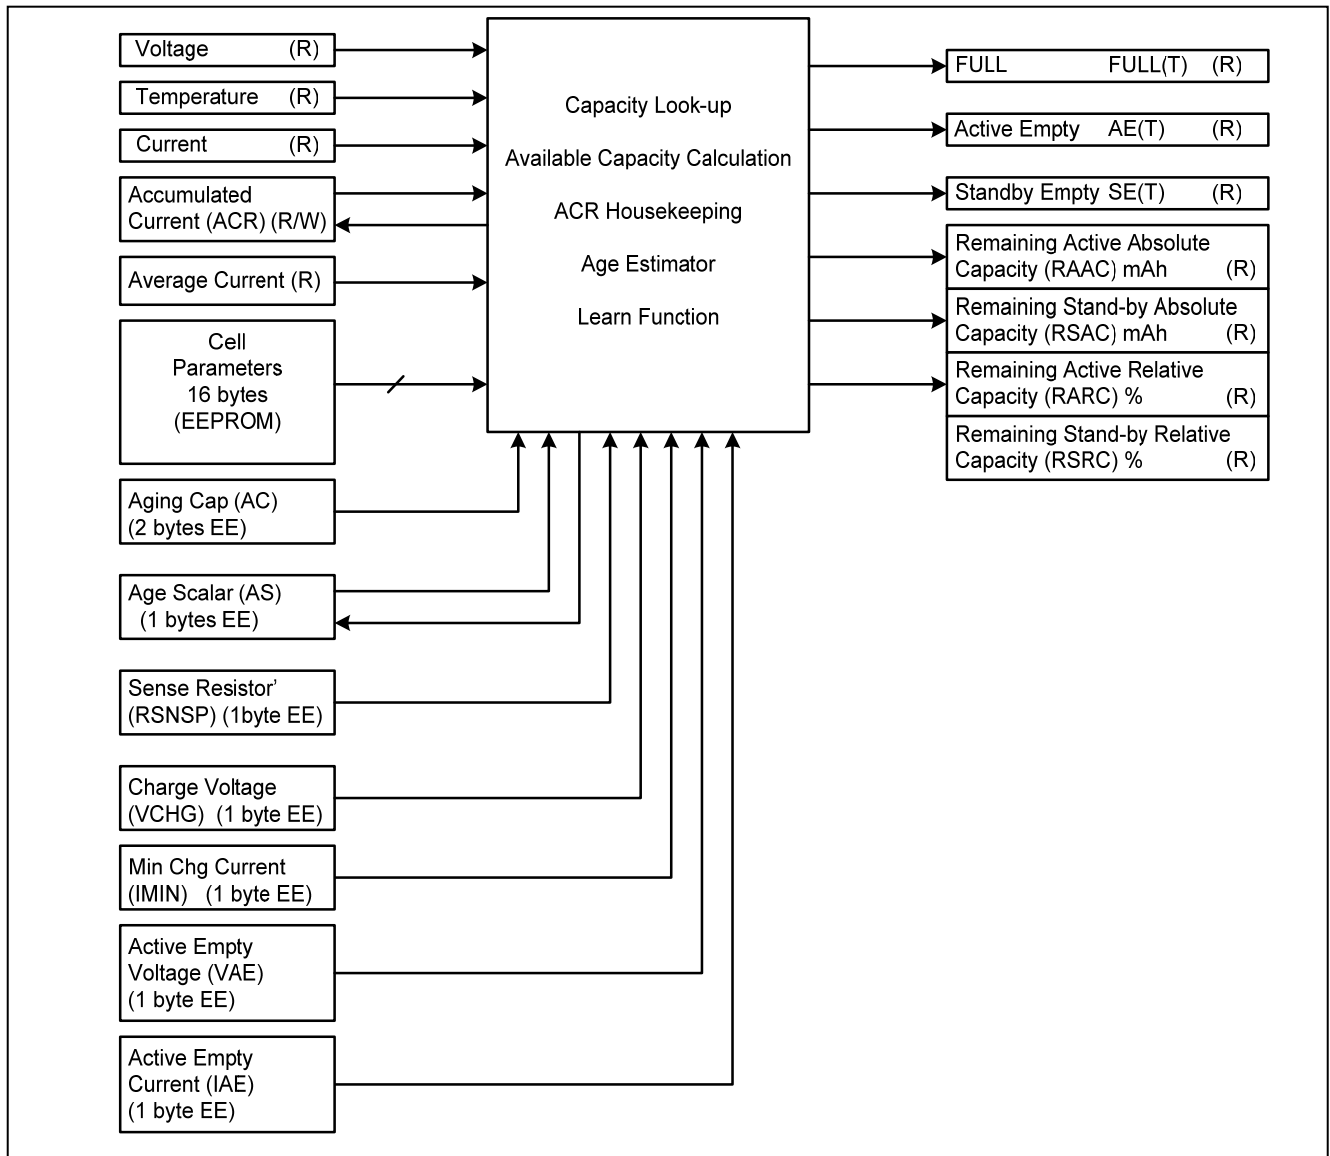 Voltage (R)
Temperature (R)
Current (R)
Accumulated
Current (ACR) (R/W)
Average Current (R)
Cell
Parameters
16 bytes
(EEPROM)
Aging Cap (AC)
(2 bytes EE)
Age Scalar (AS)
(1 bytes EE)
Sense Resistor'
(RSNSP) (1byte EE)
Charge Voltage
(VCHG) (1 byte EE)
Min Chg Current
(IMIN) (1 byte EE)
Active Empty
Voltage (VAE)
(1 byte EE)
Active Empty
Current (IAE)
(1 byte EE)
Capacity Look-up
Available Capacity Calculation
ACR Housekeeping
Age Estimator
Learn Function
FULL FULL(T) (R)
Active Empty AE(T) (R)
Standby Empty SE(T) (R)
Remaining Active Absolute
Capacity (RAAC) mAh (R)
Remaining Stand-by Absolute
Capacity (RSAC) mAh (R)
Remaining Active Relative
Capacity (RARC) % (R)
Remaining Stand-by Relative
Capacity (RSRC) % (R)